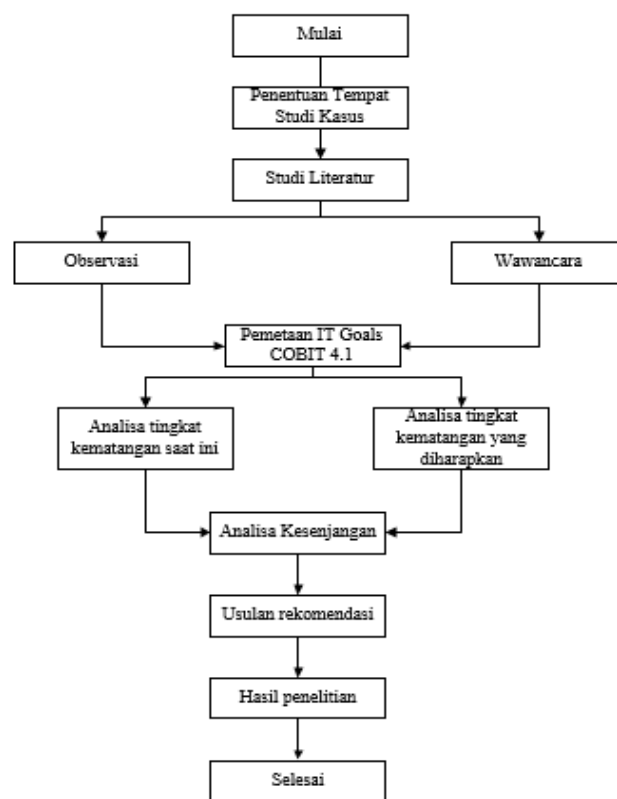 Mulai
Penentuan Tempat
Studi Kasus
Studi Literatur
Observasi
Wawancara
Pemetaan IT Goals
COBIT 4.1
Analisa tingkat
kematangan saat ini
Analisa tingkat
kematangan yang
diharapkan
Analisa Kesenjangan
Usulan rekomendasi
Hasil penelitian
Selesai